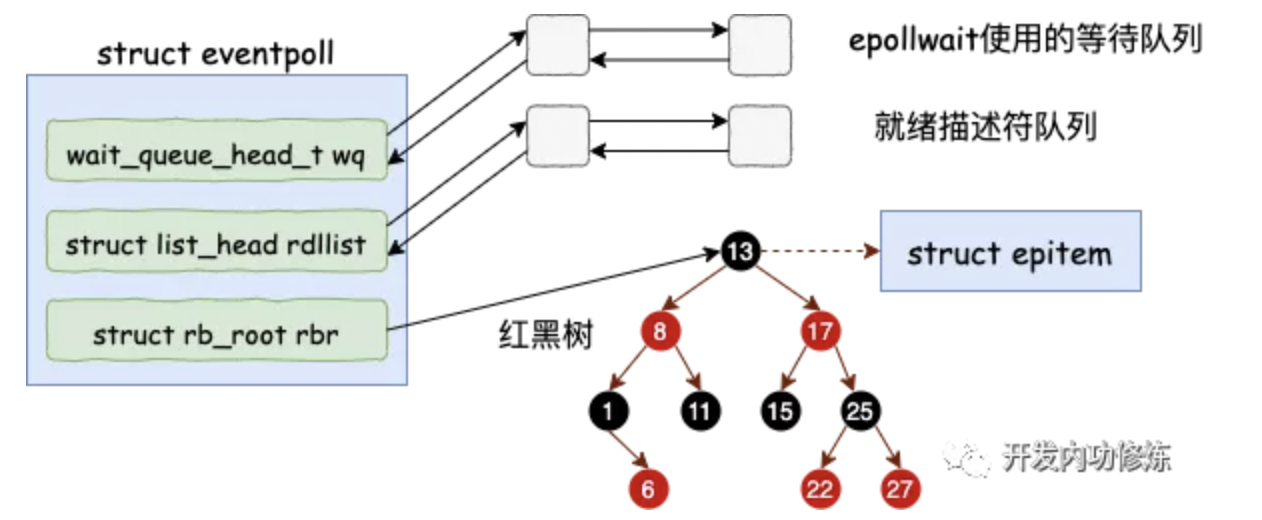 struct eventpoll
wait_queue_head_t wq
struct list_head rdllist
struct rb_root rbr
epollwait使用的等待队列
就绪描述符队列
struct epitem
红黑树
13
8
17
1
11
15
25
6
22
27
开发内功修炼